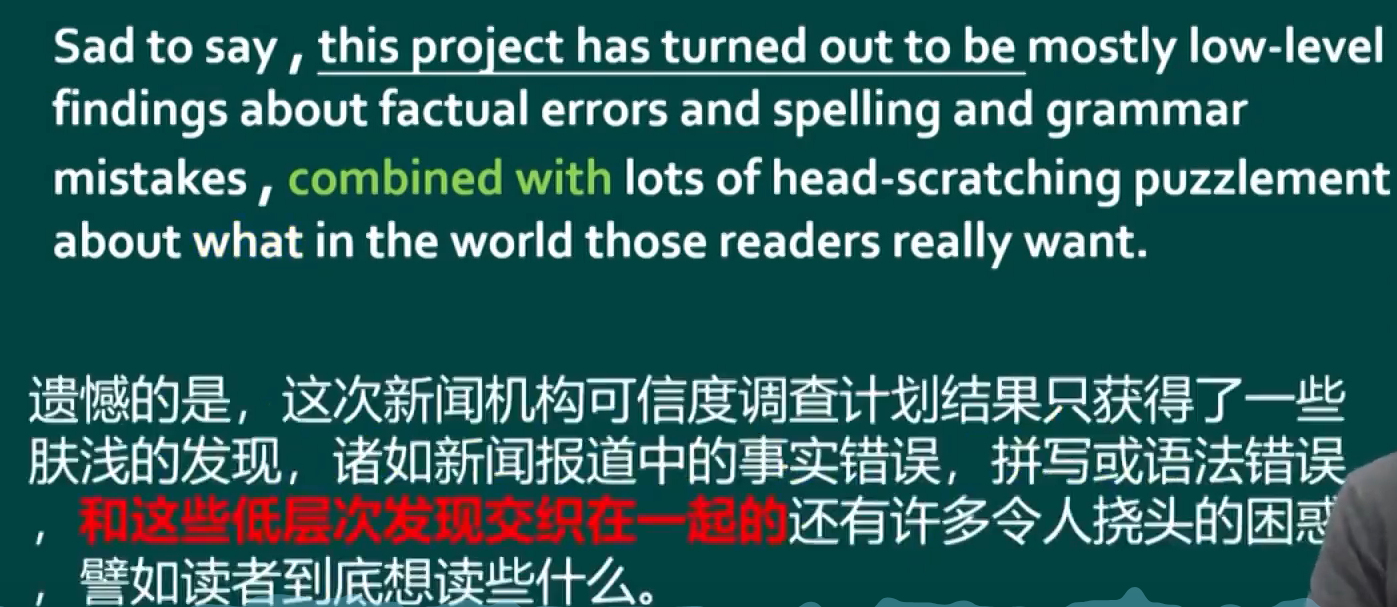 Sad to say , this project has turned out to be mostly low-level
findings about factual errors and spelling and grammar
mistakes , combined with lots of head-scratching puzzlement
about what in the world those readers really want.
遗憾的是，这次新闻机构可信度调查计划结果只获得了一些
肤浅的发现，诸如新闻报道中的事实错误，拼写或语法错误
，和这些低层次发现交织在一起的还有许多令人挠头的困惑
，譬如读者到底想读些什么。